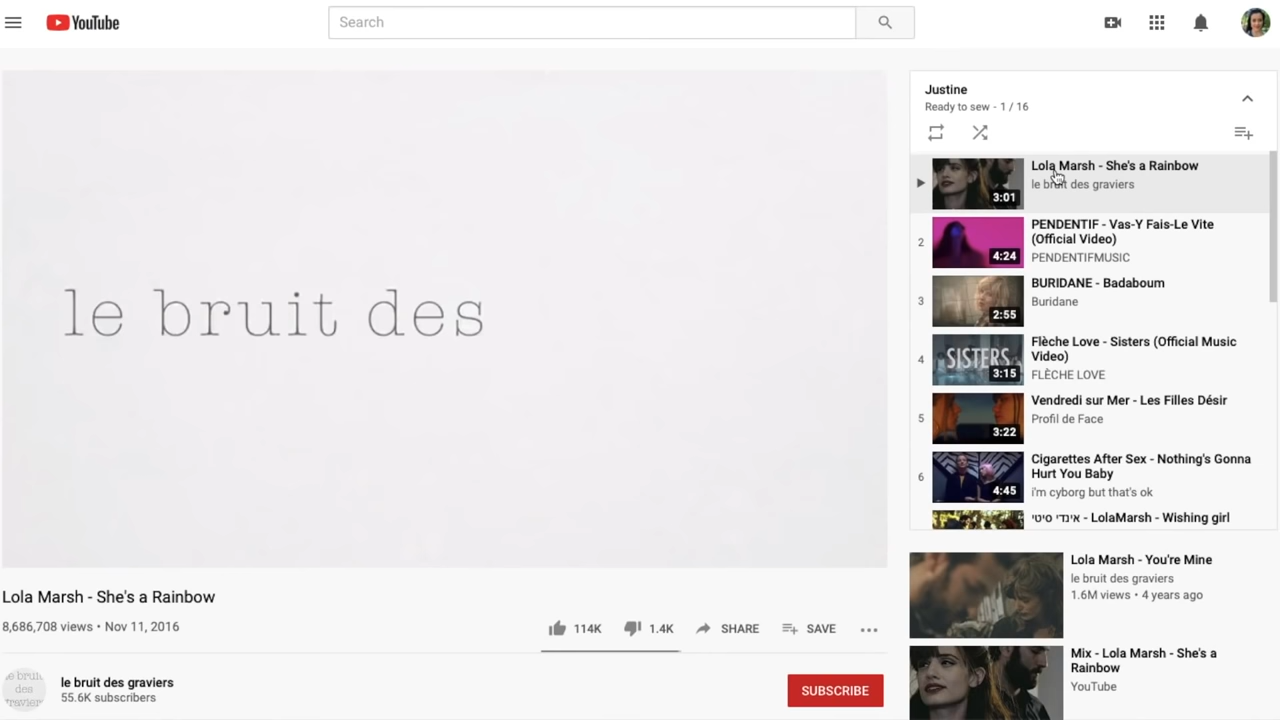 YouTube
Search
le bruit des
Justine
Ready to sew - 1 / 16
Lola Marsh - She's a Rainbow
le bruit des graviers
3:01
2
PENDENTIF - Vas-Y Fais-Le Vite
(Official Video)
PENDENTIFMUSIC
4:24
3
BURIDANE - Badaboum
Buridane
2:55
4
Flèche Love - Sisters (Official Music
Video)
FLÈCHE LOVE
SISTERS
3:15
5
Vendredi sur Mer - Les Filles Désir
Profil de Face
3:22
6
Cigarettes After Sex - Nothing's Gonna
Hurt You Baby
i'm cyborg but that's ok
4:45
אינדי סיטי - LolaMarsh - Wishing girl
Lola Marsh - She's a Rainbow
8,686,708 views • Nov 11, 2016
114K 1.4K SHARE SAVE
le bruit des graviers
55.6K subscribers
SUBSCRIBE
Lola Marsh - You're Mine
le bruit des graviers
1.6M views • 4 years ago
Mix - Lola Marsh - She's a
Rainbow
YouTube